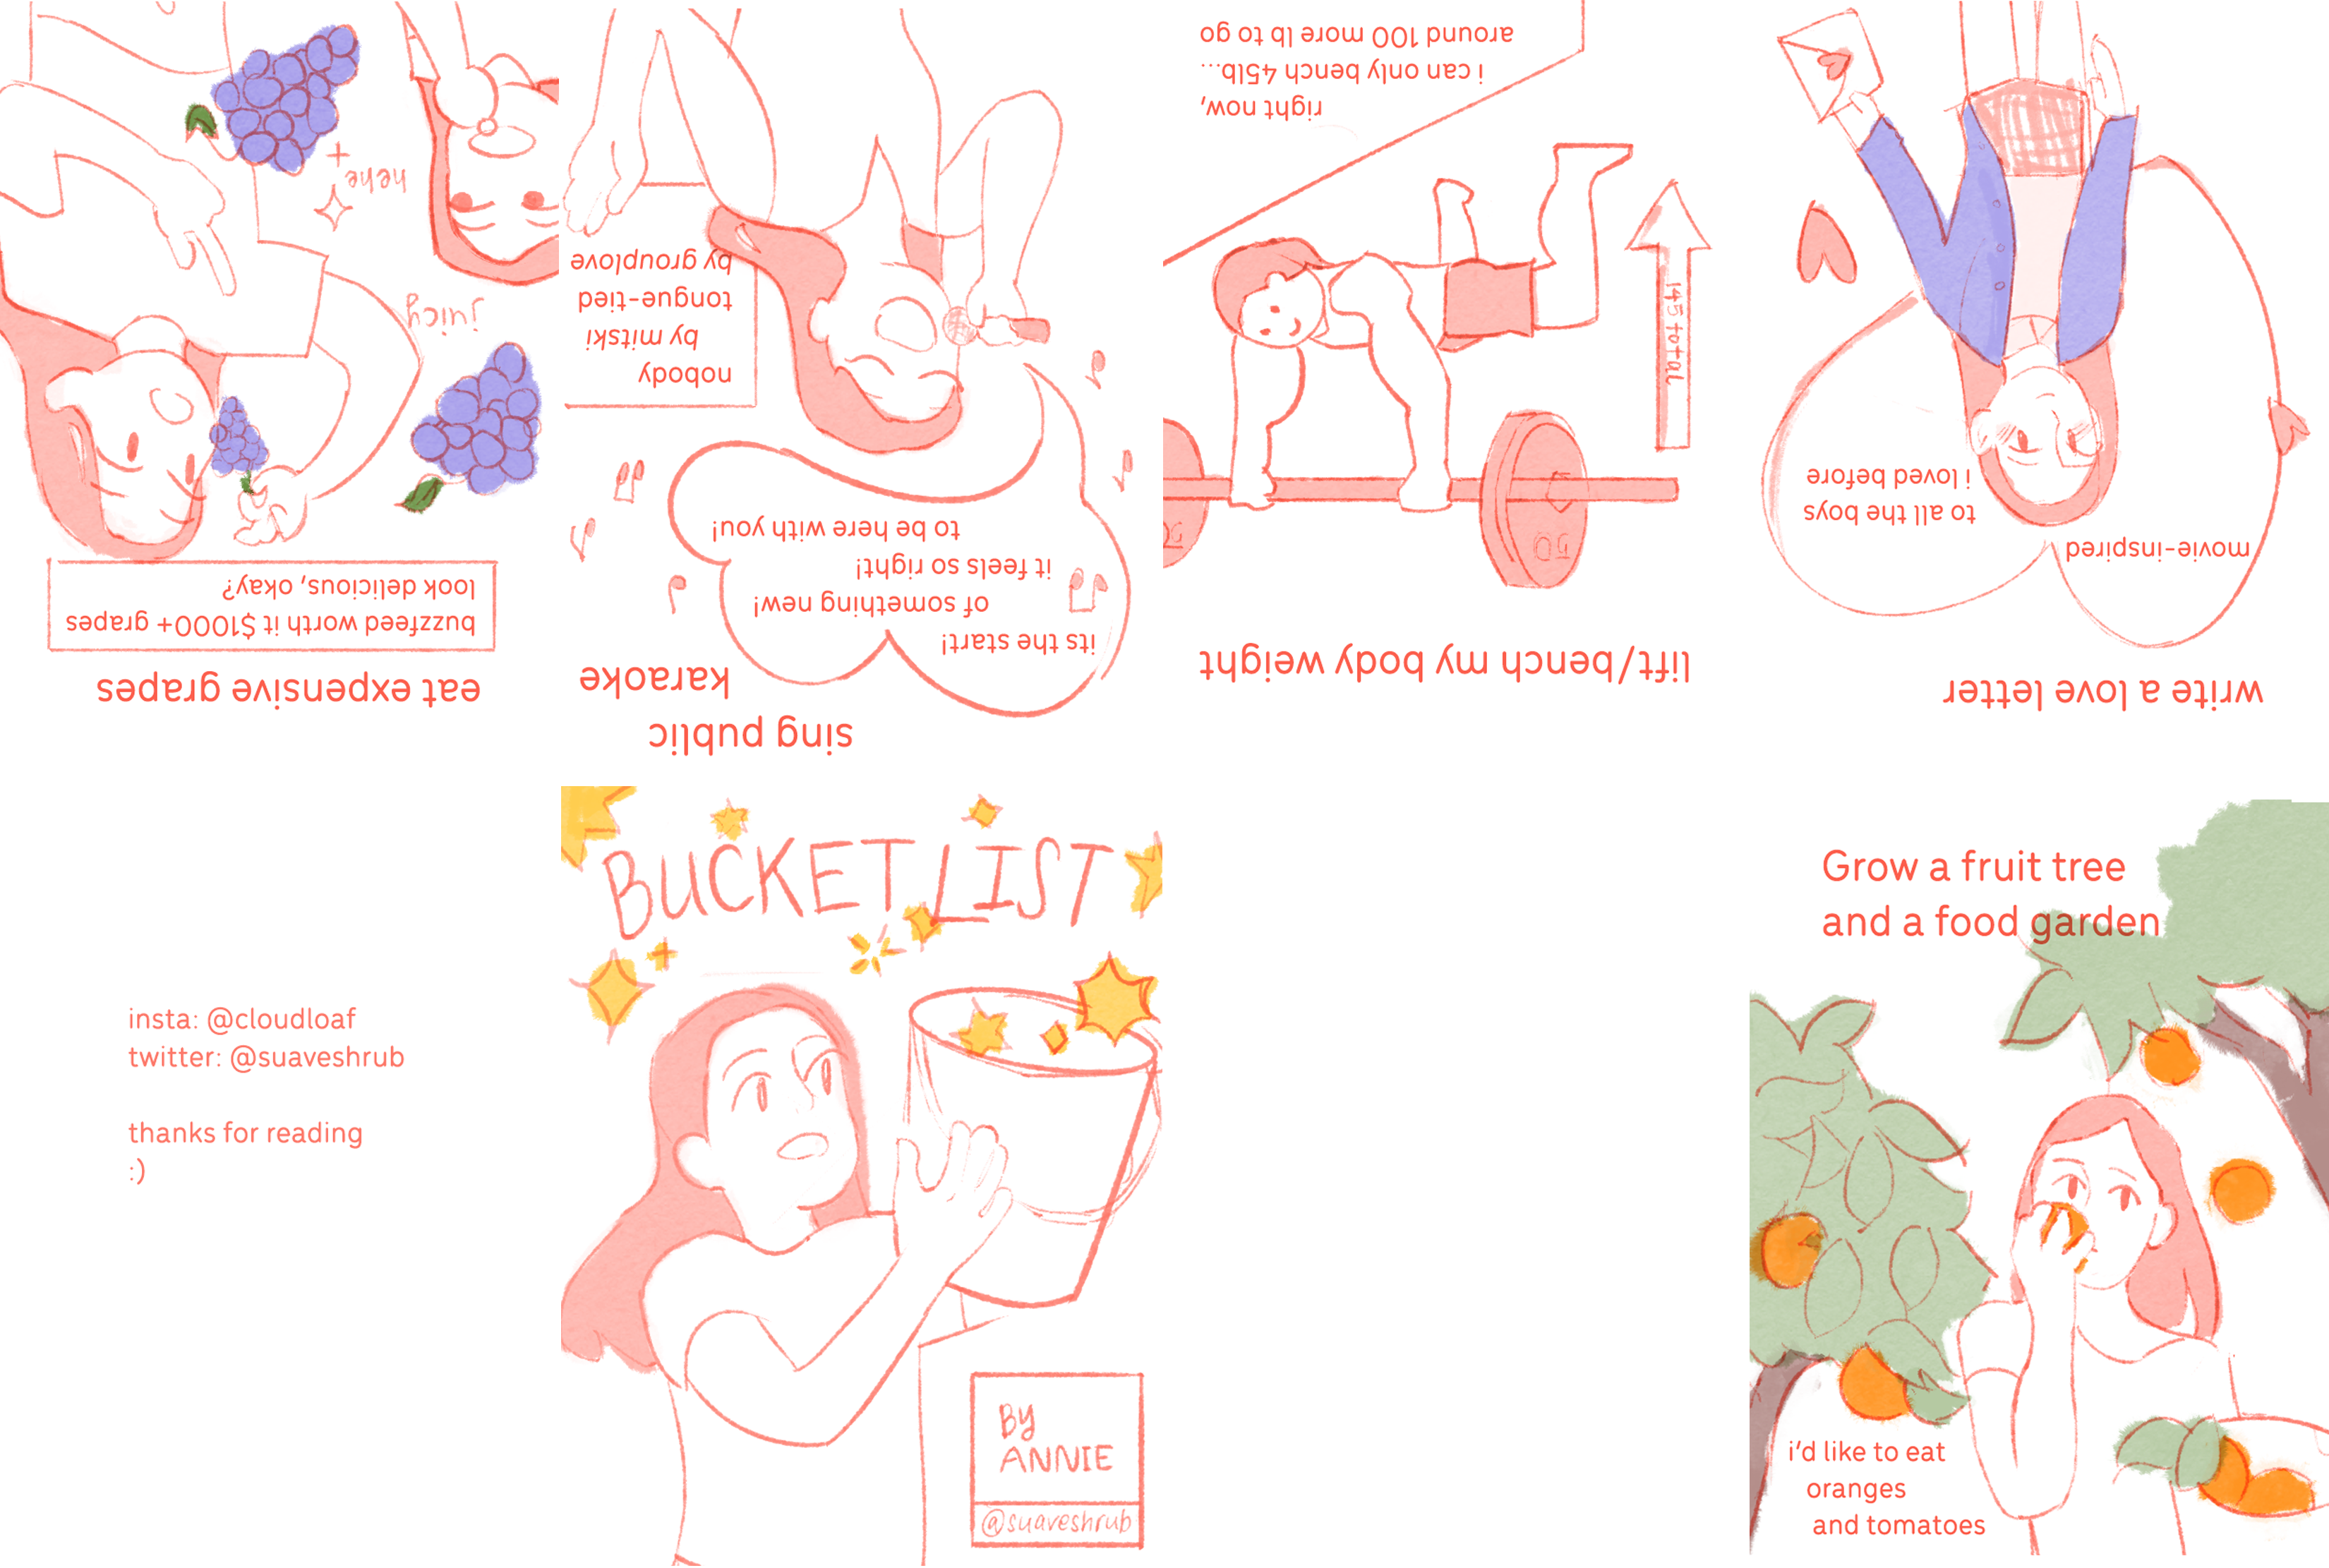 BUCKET LIST
BY
ANNIE
@suaveshrub
write a love letter
movie-inspired
to all the boys
i loved before
lift/bench my body weight
145 total
50
50
right now,
i can only bench 45lb...
around 100 more lb to go
sing public
karaoke
its the start!
of something new!
it feels so right!
to be here with you!
nobody
by mitski
tongue-tied
by grouplove
eat expensive grapes
buzzfeed worth it $1000+ grapes
look delicious, okay?
juicy
hehe
Grow a fruit tree
and a food garden
i'd like to eat
oranges
and tomatoes
insta: @cloudloaf
twitter: @suaveshrub
thanks for reading
:)